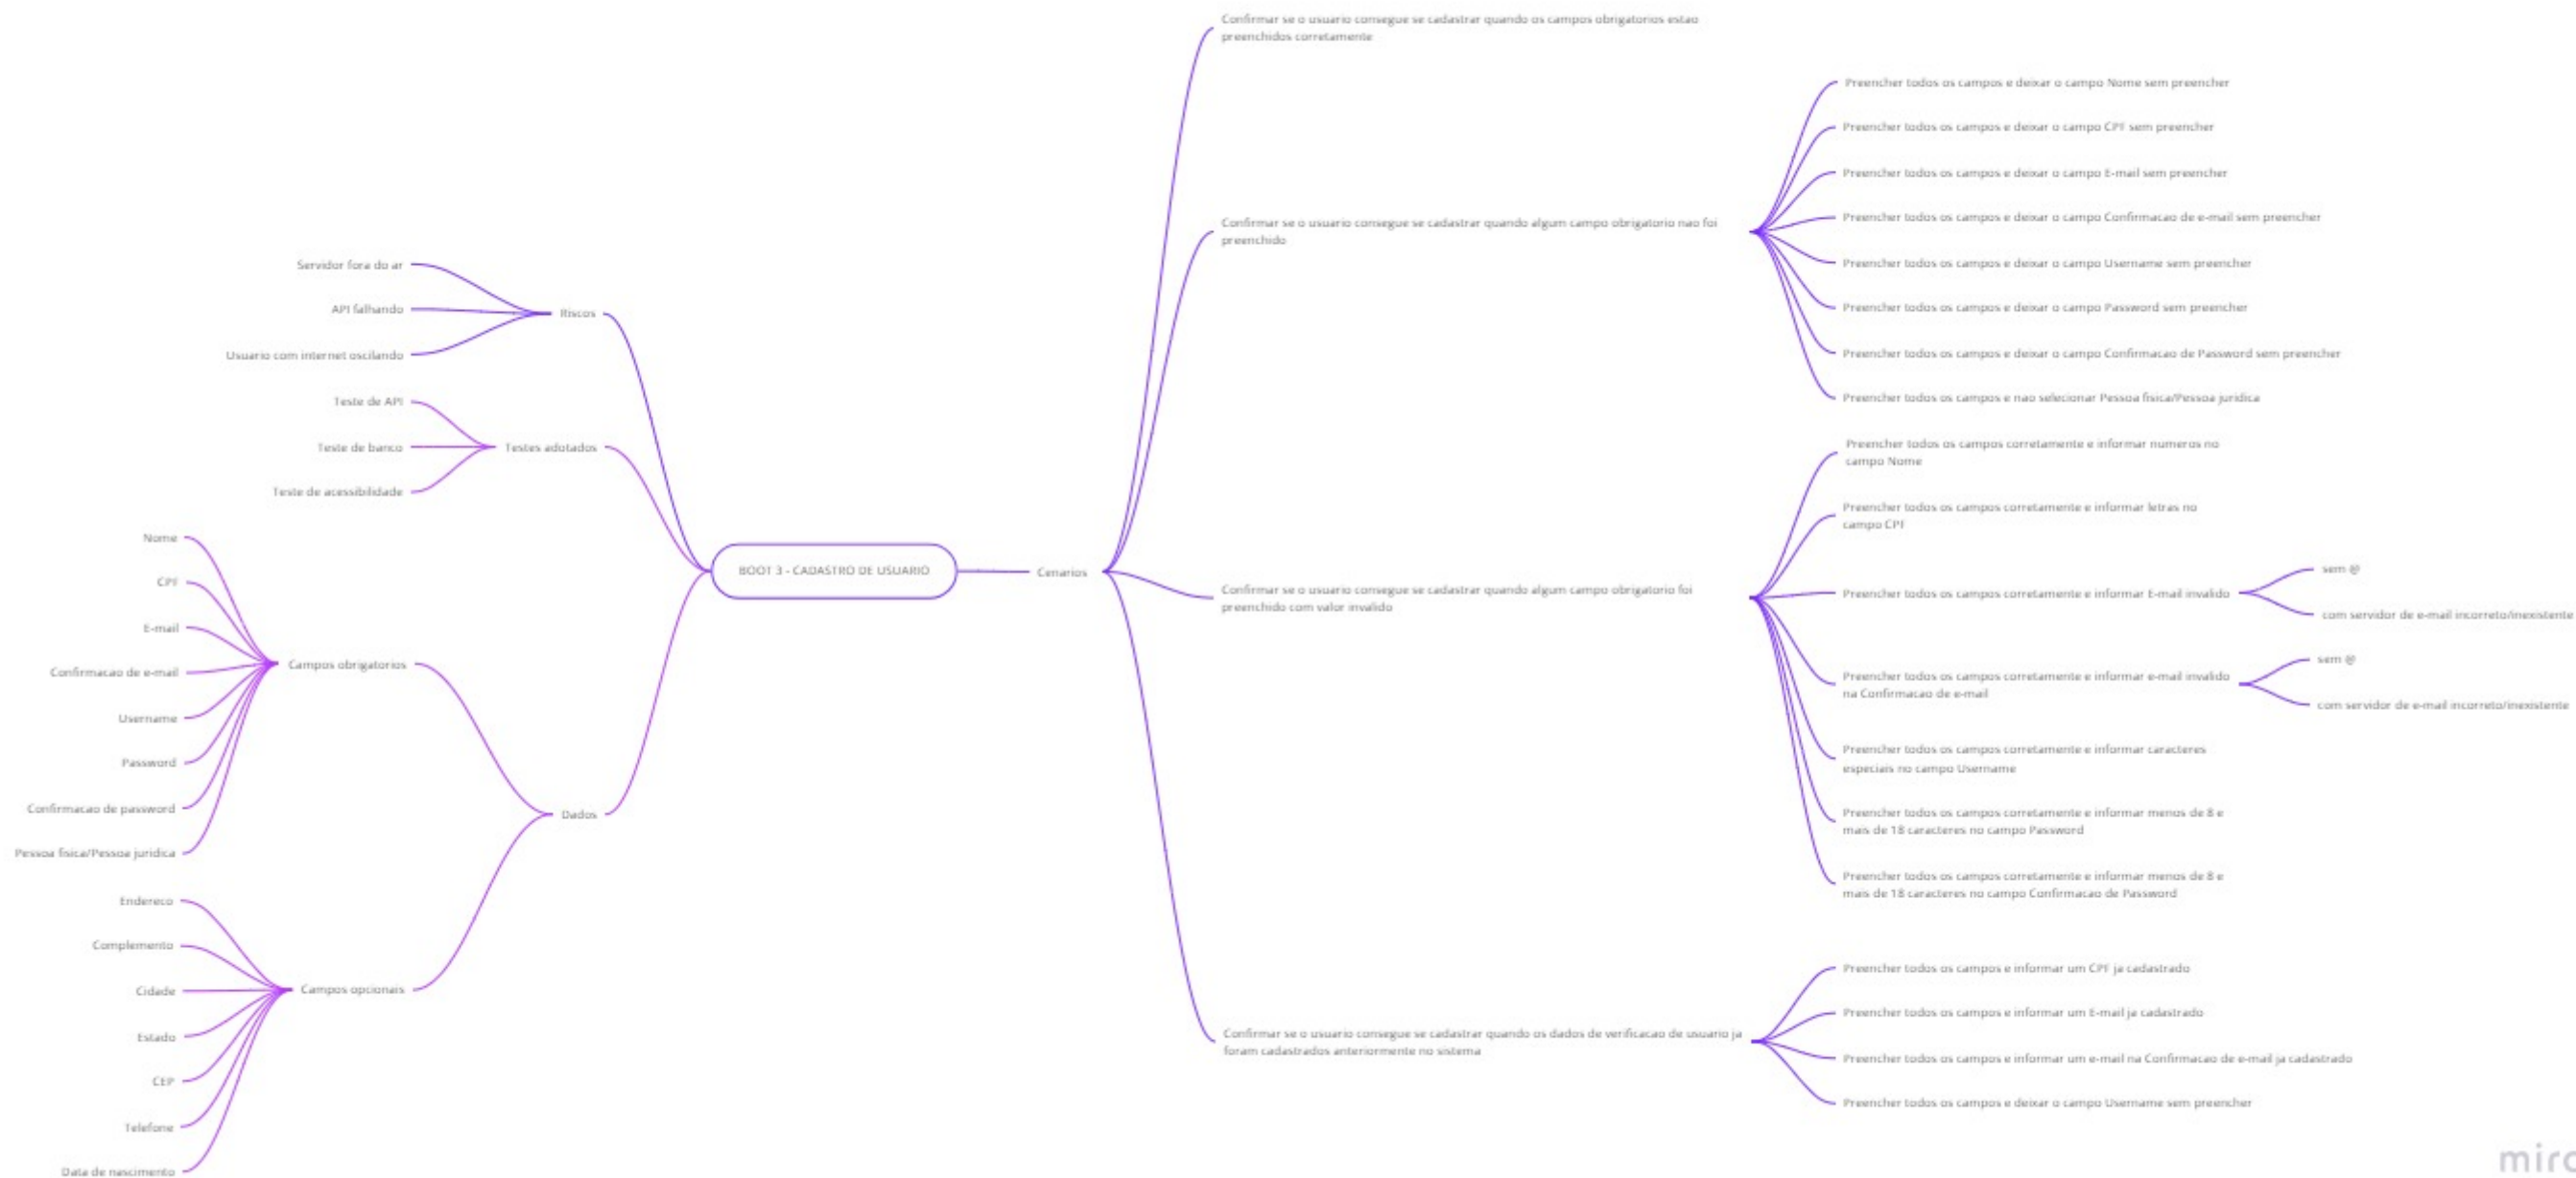 Confirmar se o usuario consegue se cadastrar quando os campos obrigatorios estao
preenchidos corretamente
Preencher todos os campos e deixar o campo Nome sem preencher
Preencher todos os campos e deixar o campo CPF sem preencher
Preencher todos os campos e deixar o campo E-mail sem preencher
Preencher todos os campos e deixar o campo Confirmacao de e-mail sem preencher
Confirmar se o usuario consegue se cadastrar quando algum campo obrigatorio nao foi
preenchido
Preencher todos os campos e deixar o campo Username sem preencher
Preencher todos os campos e deixar o campo Password sem preencher
Preencher todos os campos e deixar o campo Confirmacao de Password sem preencher
Preencher todos os campos e nao selecionar Pessoa fisica/Pessoa juridica
Servidor fora do ar
API falhando
Riscos
Usuario com internet oscilando
Teste de API
Teste de banco
Testes adotados
Teste de acessibilidade
Preencher todos os campos corretamente e informar numeros no
campo Nome
Preencher todos os campos corretamente e informar letras no
campo CPF
BOOT 3 - CADASTRO DE USUARIO
Cenarios
Confirmar se o usuario consegue se cadastrar quando algum campo obrigatorio foi
preenchido com valor invalido
Preencher todos os campos corretamente e informar E-mail invalido
sem @
com servidor de e-mail incorreto/inexistente
Preencher todos os campos corretamente e informar e-mail invalido
na Confirmacao de e-mail
sem @
com servidor de e-mail incorreto/inexistente
Preencher todos os campos corretamente e informar caracteres
especiais no campo Username
Preencher todos os campos corretamente e informar menos de 8 e
mais de 18 caracteres no campo Password
Preencher todos os campos corretamente e informar menos de 8 e
mais de 18 caracteres no campo Confirmacao de Password
Nome
CPF
E-mail
Confirmacao de e-mail
Campos obrigatorios
Username
Password
Confirmacao de password
Pessoa fisica/Pessoa juridica
Dados
Endereco
Complemento
Cidade
Campos opcionais
Estado
CEP
Telefone
Data de nascimento
Confirmar se o usuario consegue se cadastrar quando os dados de verificacao de usuario ja
foram cadastrados anteriormente no sistema
Preencher todos os campos e informar um CPF ja cadastrado
Preencher todos os campos e informar um E-mail ja cadastrado
Preencher todos os campos e informar um e-mail na Confirmacao de e-mail ja cadastrado
Preencher todos os campos e deixar o campo Username sem preencher
miro